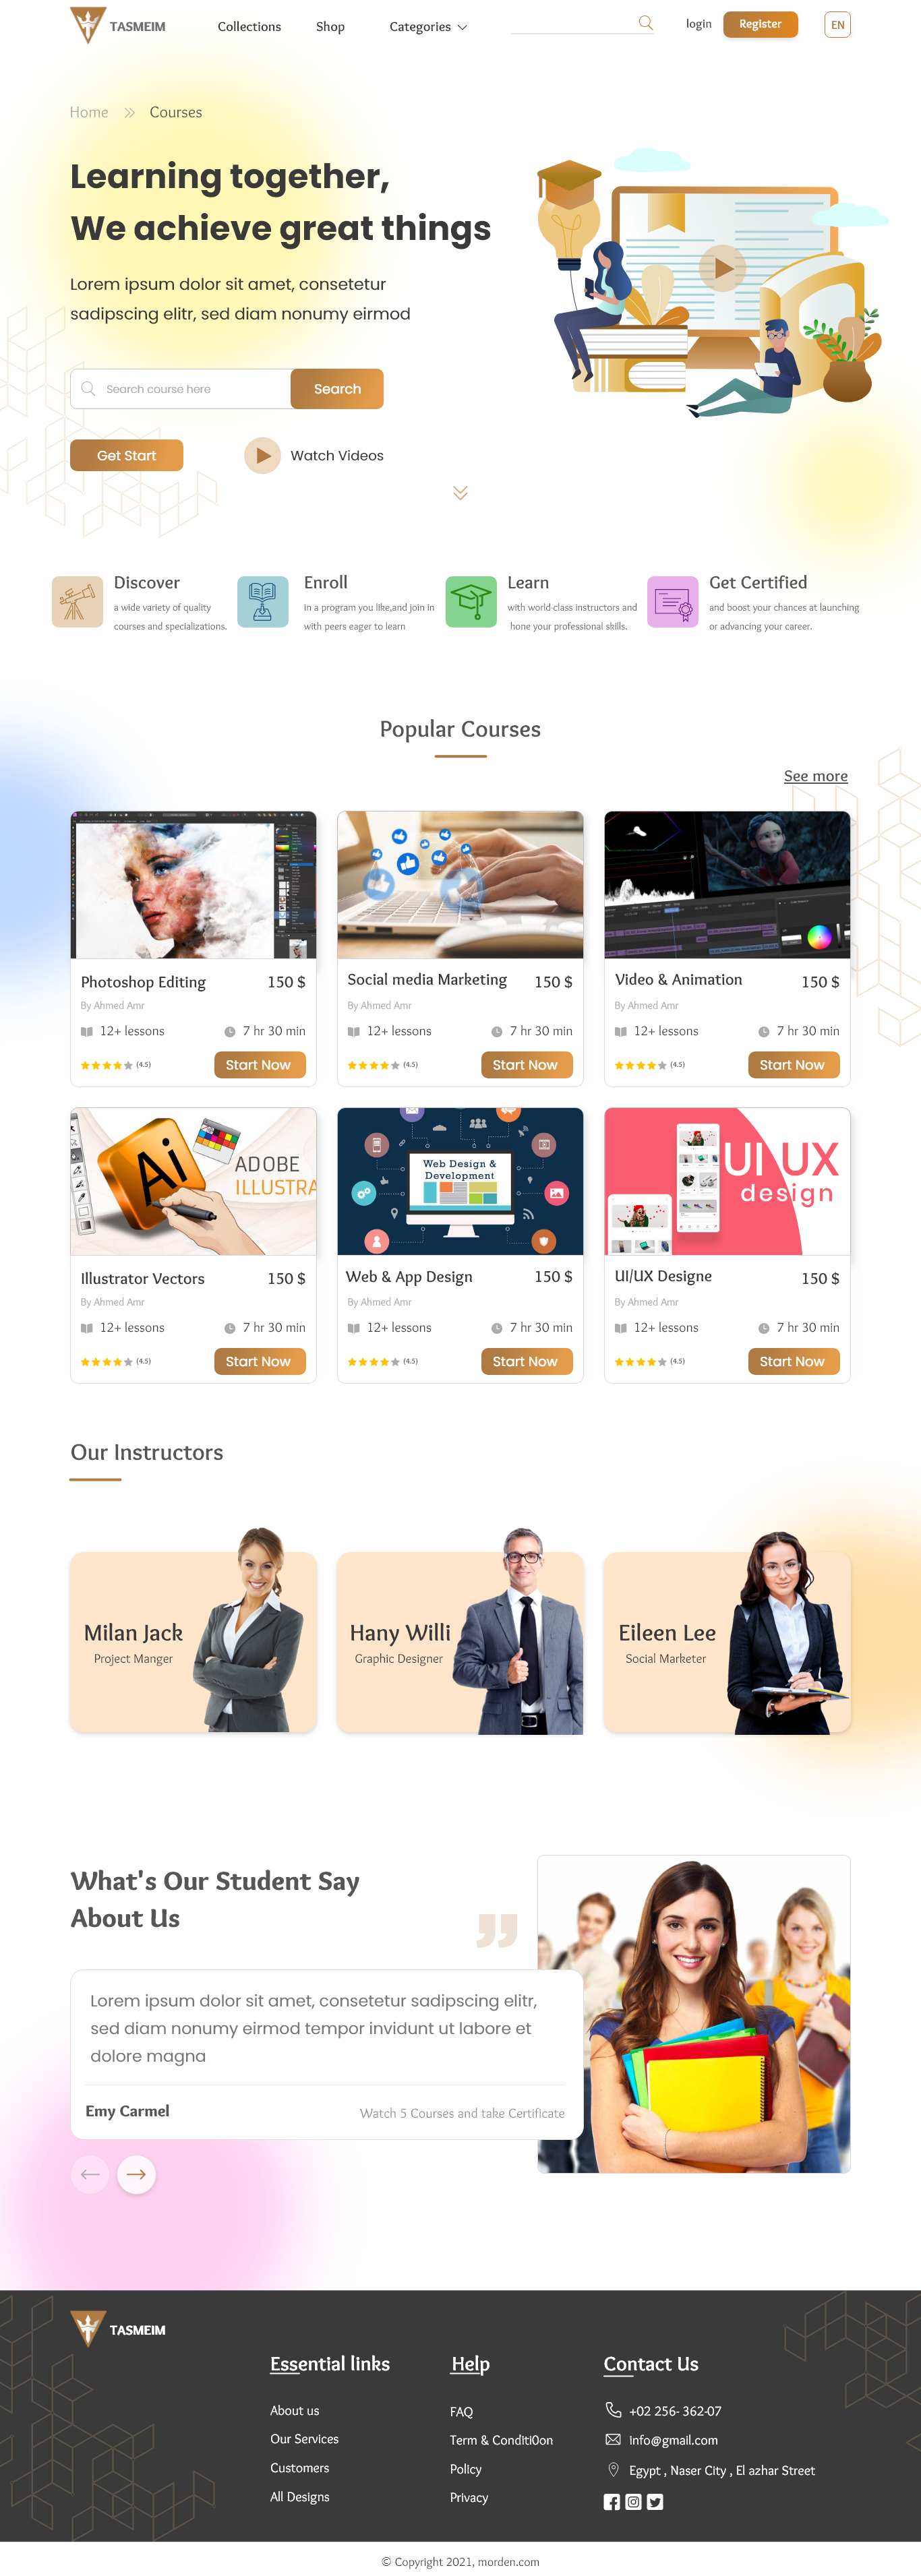 TASMEIM
Collections
Shop
Categories
login
Register
EN
Home
Courses
Learning together,
We achieve great things
Lorem ipsum dolor sit amet, consetetur
sadipscing elitr, sed diam nonumy eirmod
Search course here
Search
Get Start
Watch Videos
Discover
a wide variety of quality
courses and specializations.
Enroll
in a program you like,and join in
with peers eager to learn
Learn
with world-class instructors and
hone your professional skills.
Get Certified
and boost your chances at launching
or advancing your career.
Popular Courses
See more
Photoshop Editing
150 $
By Ahmed Amr
12+ lessons
7 hr 30 min
(4.5)
Start Now
Social media Marketing
150 $
By Ahmed Amr
12+ lessons
7 hr 30 min
(4.5)
Start Now
Video & Animation
150 $
By Ahmed Amr
12+ lessons
7 hr 30 min
(4.5)
Start Now
Ai
ADOBE
ILLUSTRA
Illustrator Vectors
150 $
By Ahmed Amr
12+ lessons
7 hr 30 min
(4.5)
Start Now
Web Design &
Development
Web & App Design
150 $
By Ahmed Amr
12+ lessons
7 hr 30 min
(4.5)
Start Now
UI UX
design
UI/UX Designe
150 $
By Ahmed Amr
12+ lessons
7 hr 30 min
(4.5)
Start Now
Our Instructors
Milan Jack
Project Manger
Hany Willi
Graphic Designer
Eileen Lee
Social Marketer
What's Our Student Say
About Us
Lorem ipsum dolor sit amet, consetetur sadipscing elitr,
sed diam nonumy eirmod tempor invidunt ut labore et
dolore magna
Emy Carmel
Watch 5 Courses and take Certificate
TASMEIM
Essential links
About us
Our Services
Customers
All Designs
Help
FAQ
Term & Conditi0on
Policy
Privacy
Contact Us
+02 256- 362-07
info@gmail.com
Egypt , Naser City , El azhar Street
© Copyright 2021, morden.com